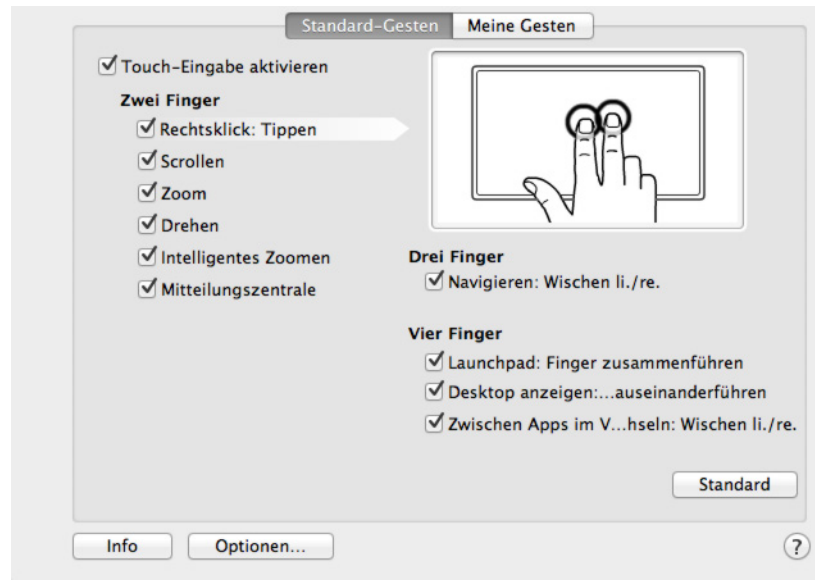 Standard-Gesten
Meine Gesten
Touch-Eingabe aktivieren
Zwei Finger
Rechtsklick: Tippen
Scrollen
Zoom
Drehen
Intelligentes Zoomen
Mitteilungszentrale
Drei Finger
Navigieren: Wischen li./re.
Vier Finger
Launchpad: Finger zusammenführen
Desktop anzeigen:...auseinanderführen
Zwischen Apps im V...hseln: Wischen li./re.
Standard
Info
Optionen...
?